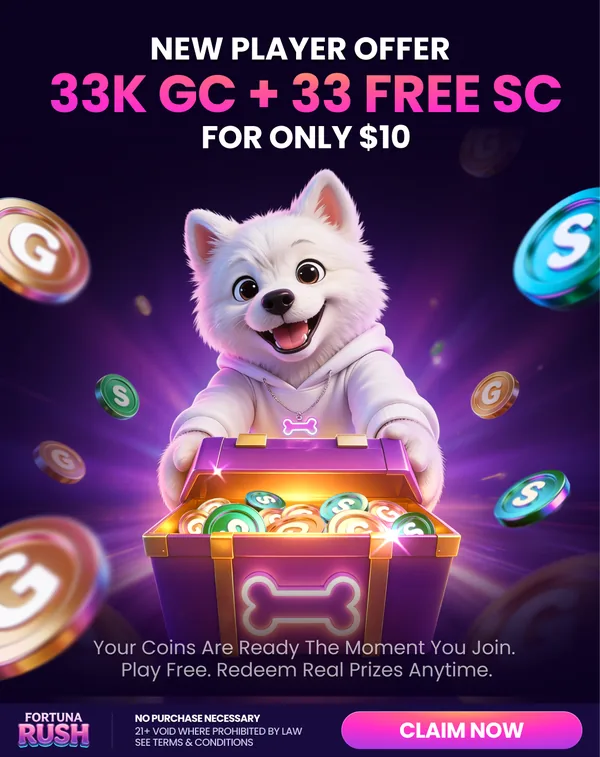 NEW PLAYER OFFER
33K GC + 33 FREE SC
FOR ONLY $10
G
G
S
S
G
G
S
G
Your Coins Are Ready The Moment You Join.
Play Free. Redeem Real Prizes Anytime.
FORTUNA
RUSH
NO PURCHASE NECESSARY
21+ VOID WHERE PROHIBITED BY LAW
SEE TERMS & CONDITIONS
CLAIM NOW